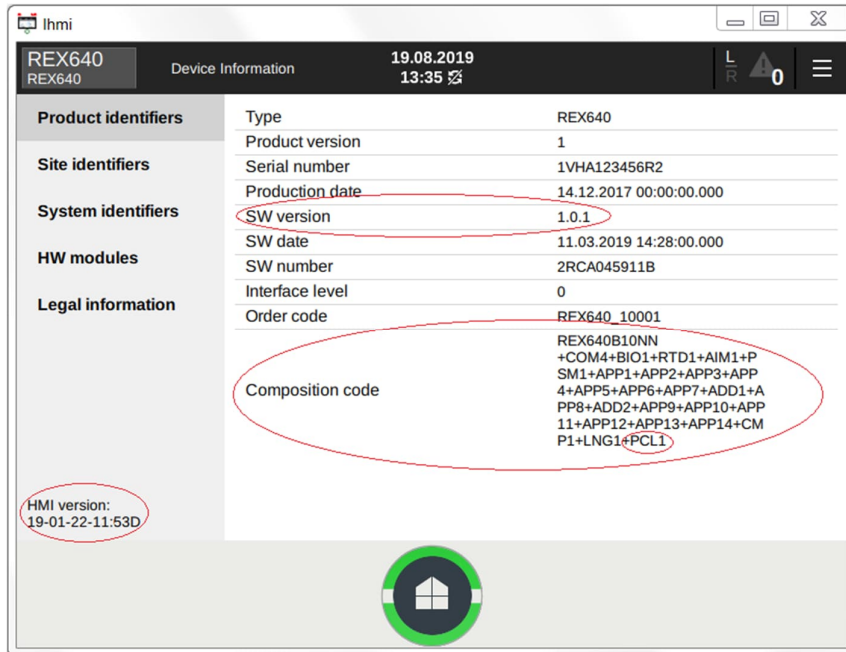 lhmi
REX640
REX640
Device Information
19.08.2019
13:35
L
R
0
Product identifiers
Site identifiers
System identifiers
HW modules
Legal information
HMI version:
19-01-22-11:53D
Type REX640
Product version 1
Serial number 1VHA123456R2
Production date 14.12.2017 00:00:00.000
SW version 1.0.1
SW date 11.03.2019 14:28:00.000
SW number 2RCA045911B
Interface level 0
Order code REX640_10001
Composition code
REX640B10NN
+COM4+BIO1+RTD1+AIM1+P
SM1+APP1+APP2+APP3+APP
4+APP5+APP6+APP7+ADD1+A
PP8+ADD2+APP9+APP10+APP
11+APP12+APP13+APP14+CM
P1+LNG1+PCL1